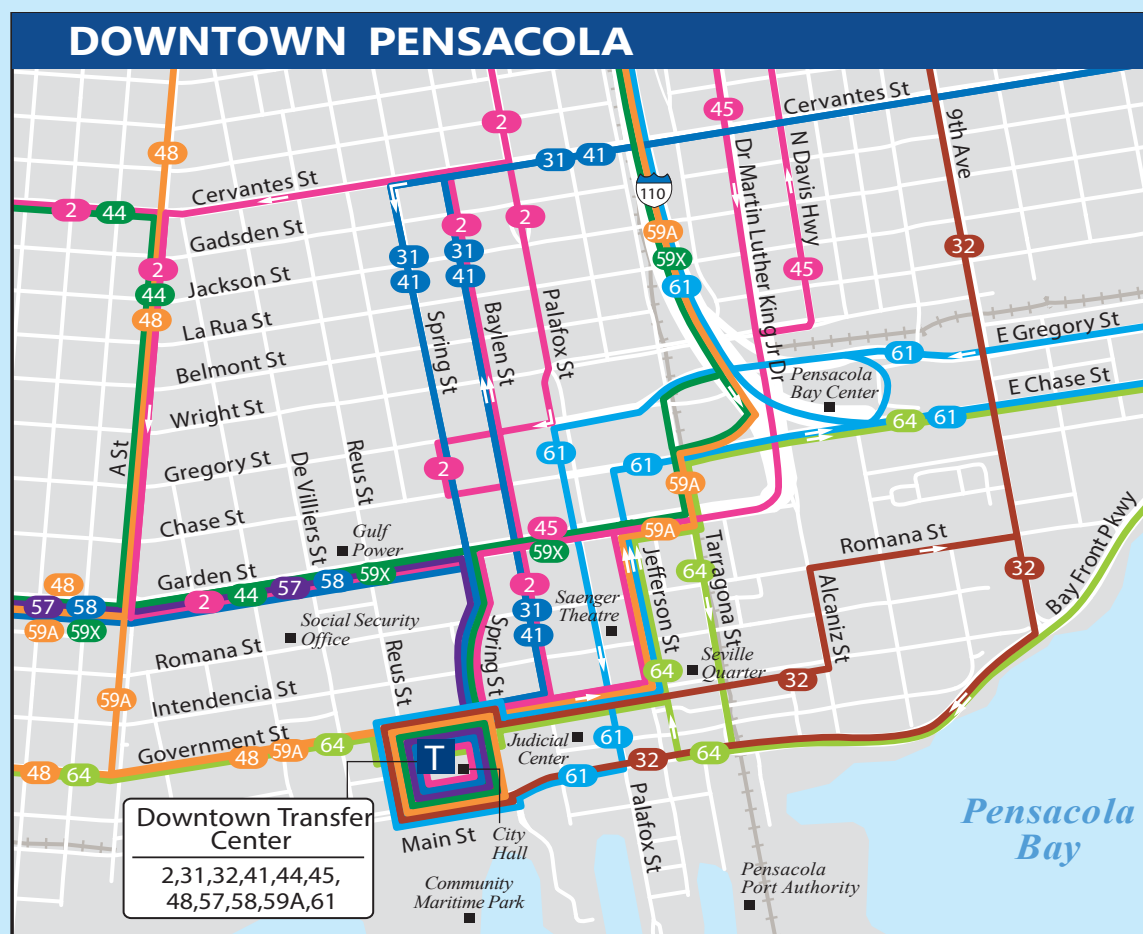 DOWNTOWN PENSACOLA
Cervantes St
45
2
9th Ave
N Davis Hwy
Dr Martin Luther King Jr Dr
48
31 41
110
Cervantes St
2 44
2
2
Gadsden St
59A
32
31
41
31
41
59X
45
2
44
48
Jackson St
61
Palafox St
Baylen St
Spring St
La Rua St
E Gregory St
61
Belmont St
Pensacola
Bay Center
E Chase St
Wright St
64 61
A St
Reus St
De Villiers St
61
Gregory St
2
61
59A
Chase St
Gulf
Power
45
59X
59A
Romana St
Garden St
48
57 58
59A 59X
2 44 57 58 59X
2
31
41
64
Tarragona St
Jefferson St
32
Alcaniz St
Bay Front Pkwy
Saenger
Theatre
Social Security
Office
Spring St
Romana St
Reus St
64
Seville
Quarter
32
Intendencia St
59A
Government St
48 59A 64
48 64
T
Judicial
Center
61
32
64
61
Downtown Transfer
Center
2,31,32,41,44,45,
48,57,58,59A,61
Main St
City
Hall
Palafox St
Pensacola
Bay
Community
Maritime Park
Pensacola
Port Authority